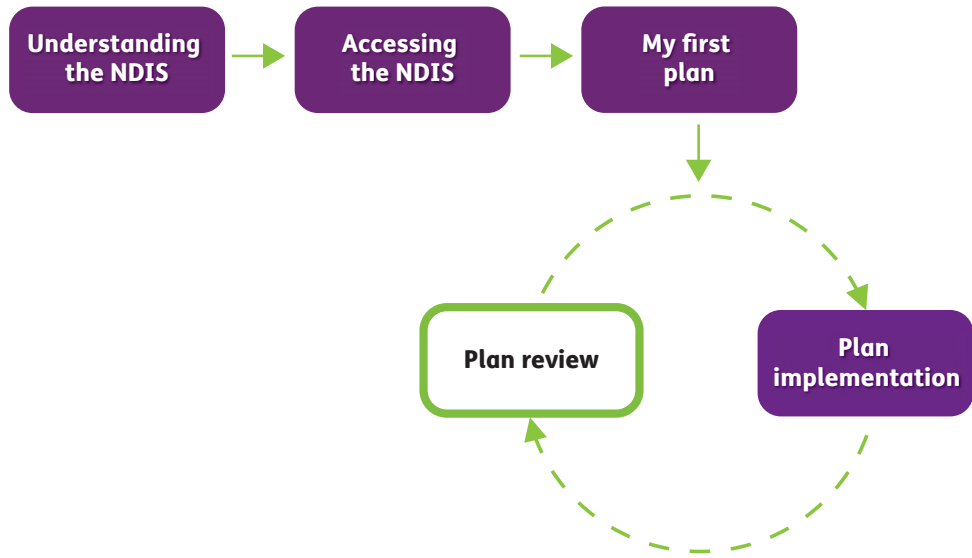 Understanding
the NDIS
Accessing
the NDIS
My first
plan
Plan review
Plan
implementation